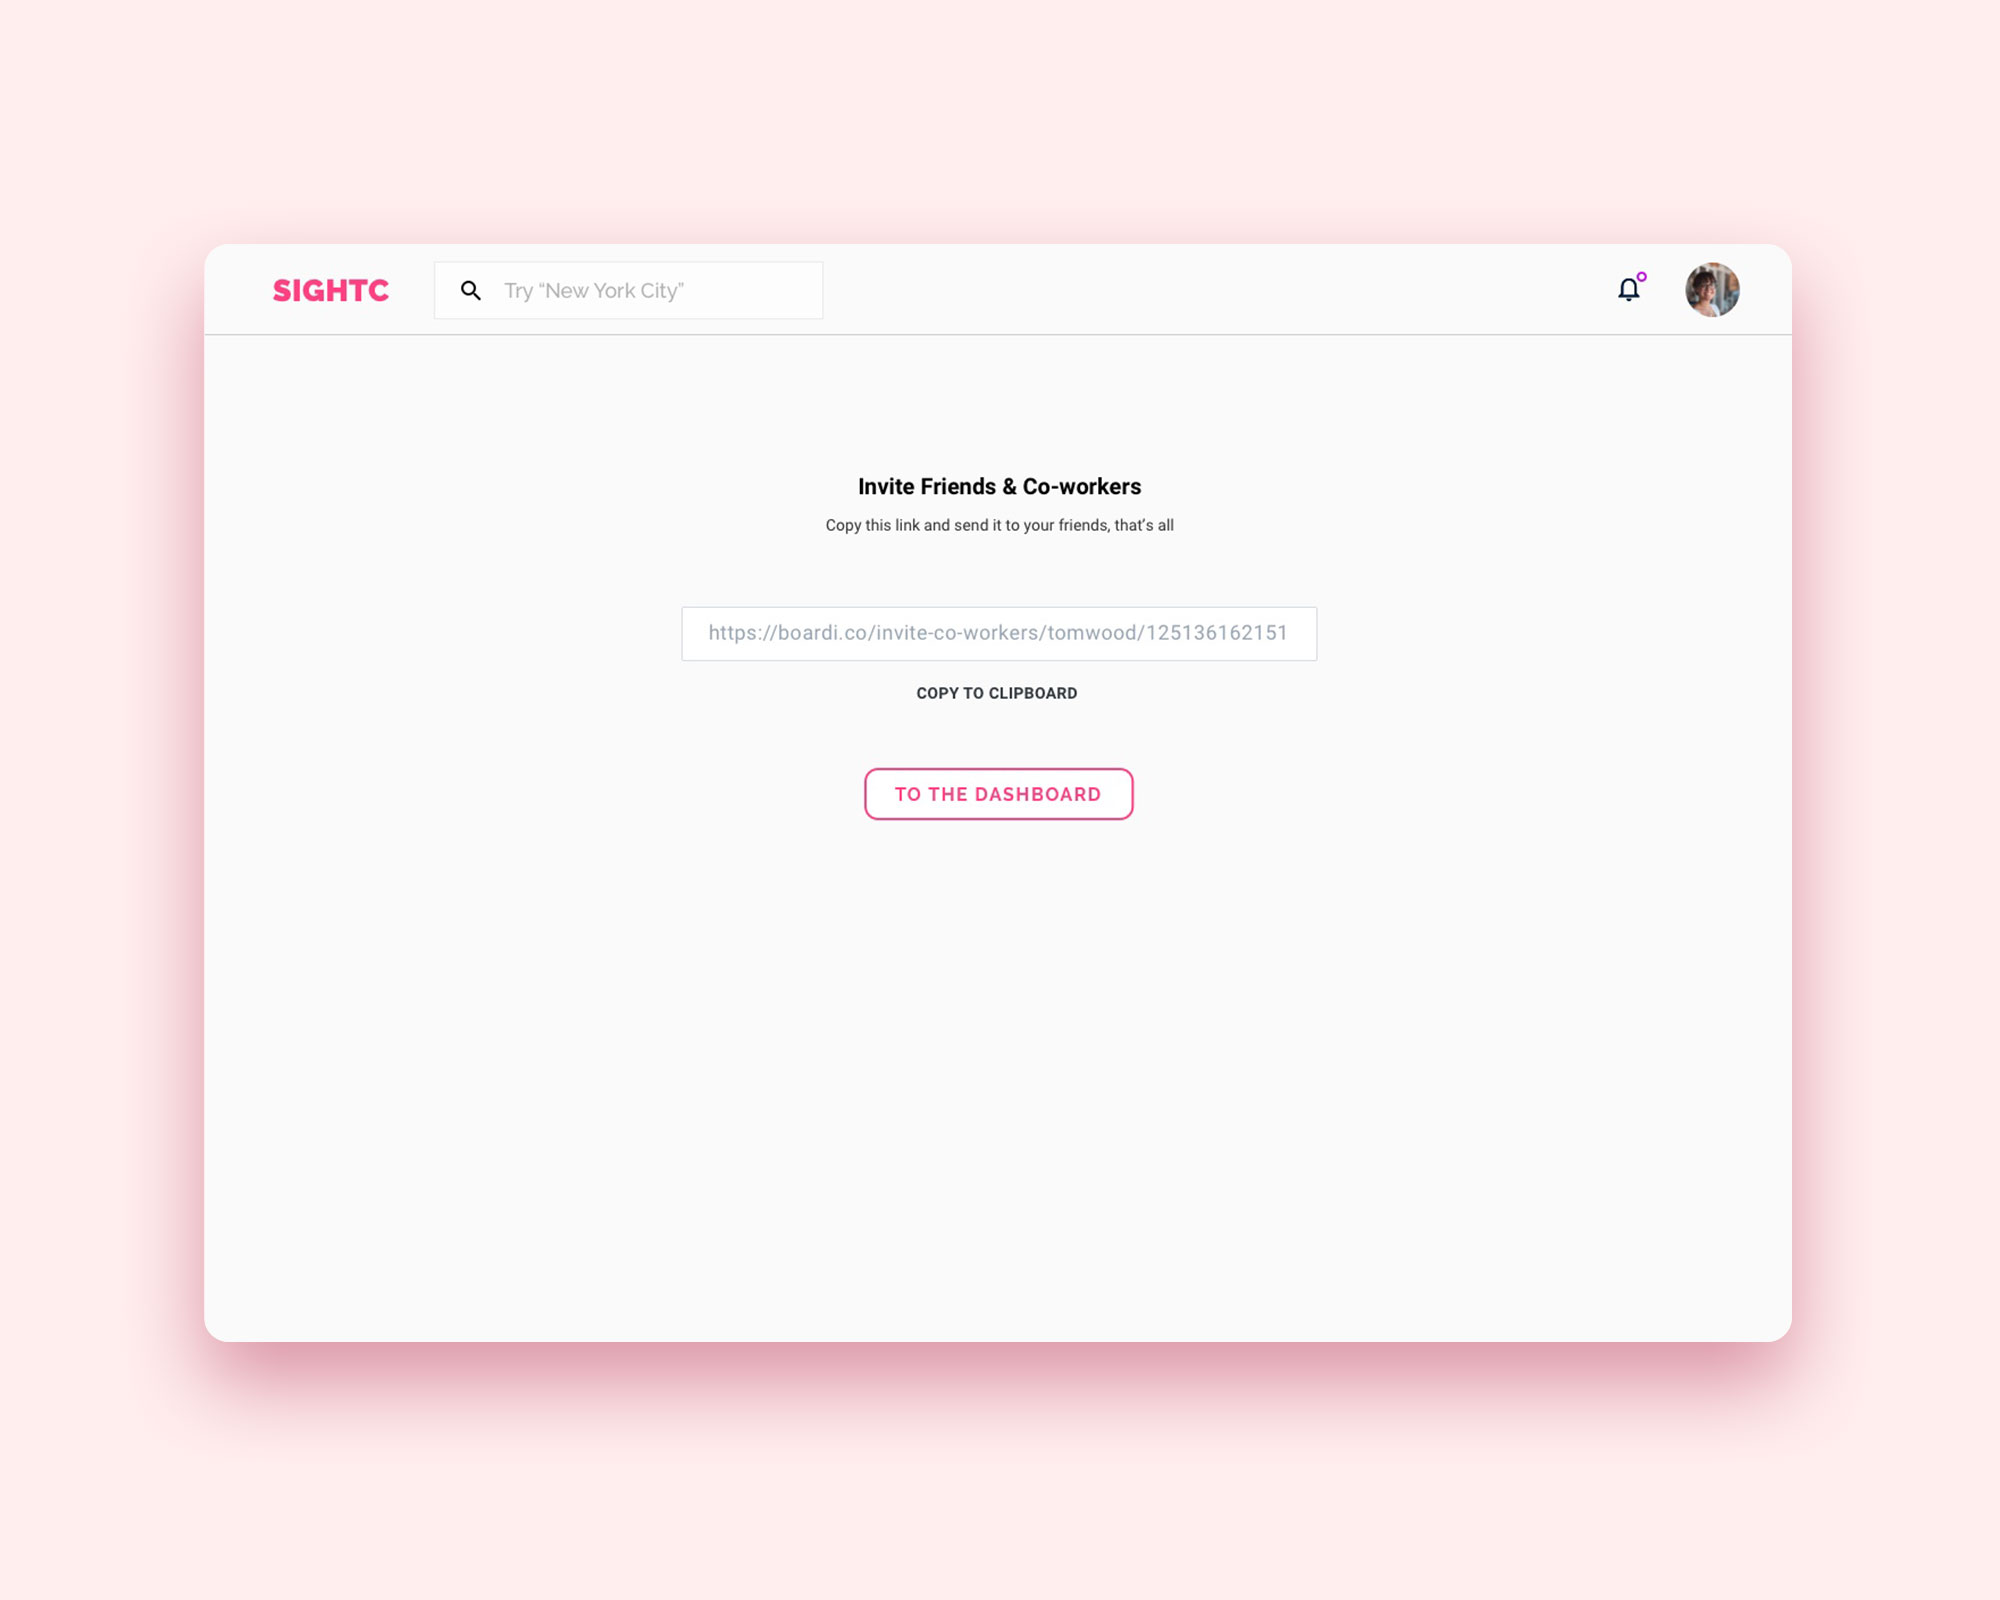 SIGHTC
Try “New York City”
Invite Friends & Co-workers
Copy this link and send it to your friends, that’s all
https://boardi.co/invite-co-workers/tomwood/125136162151
COPY TO CLIPBOARD
TO THE DASHBOARD